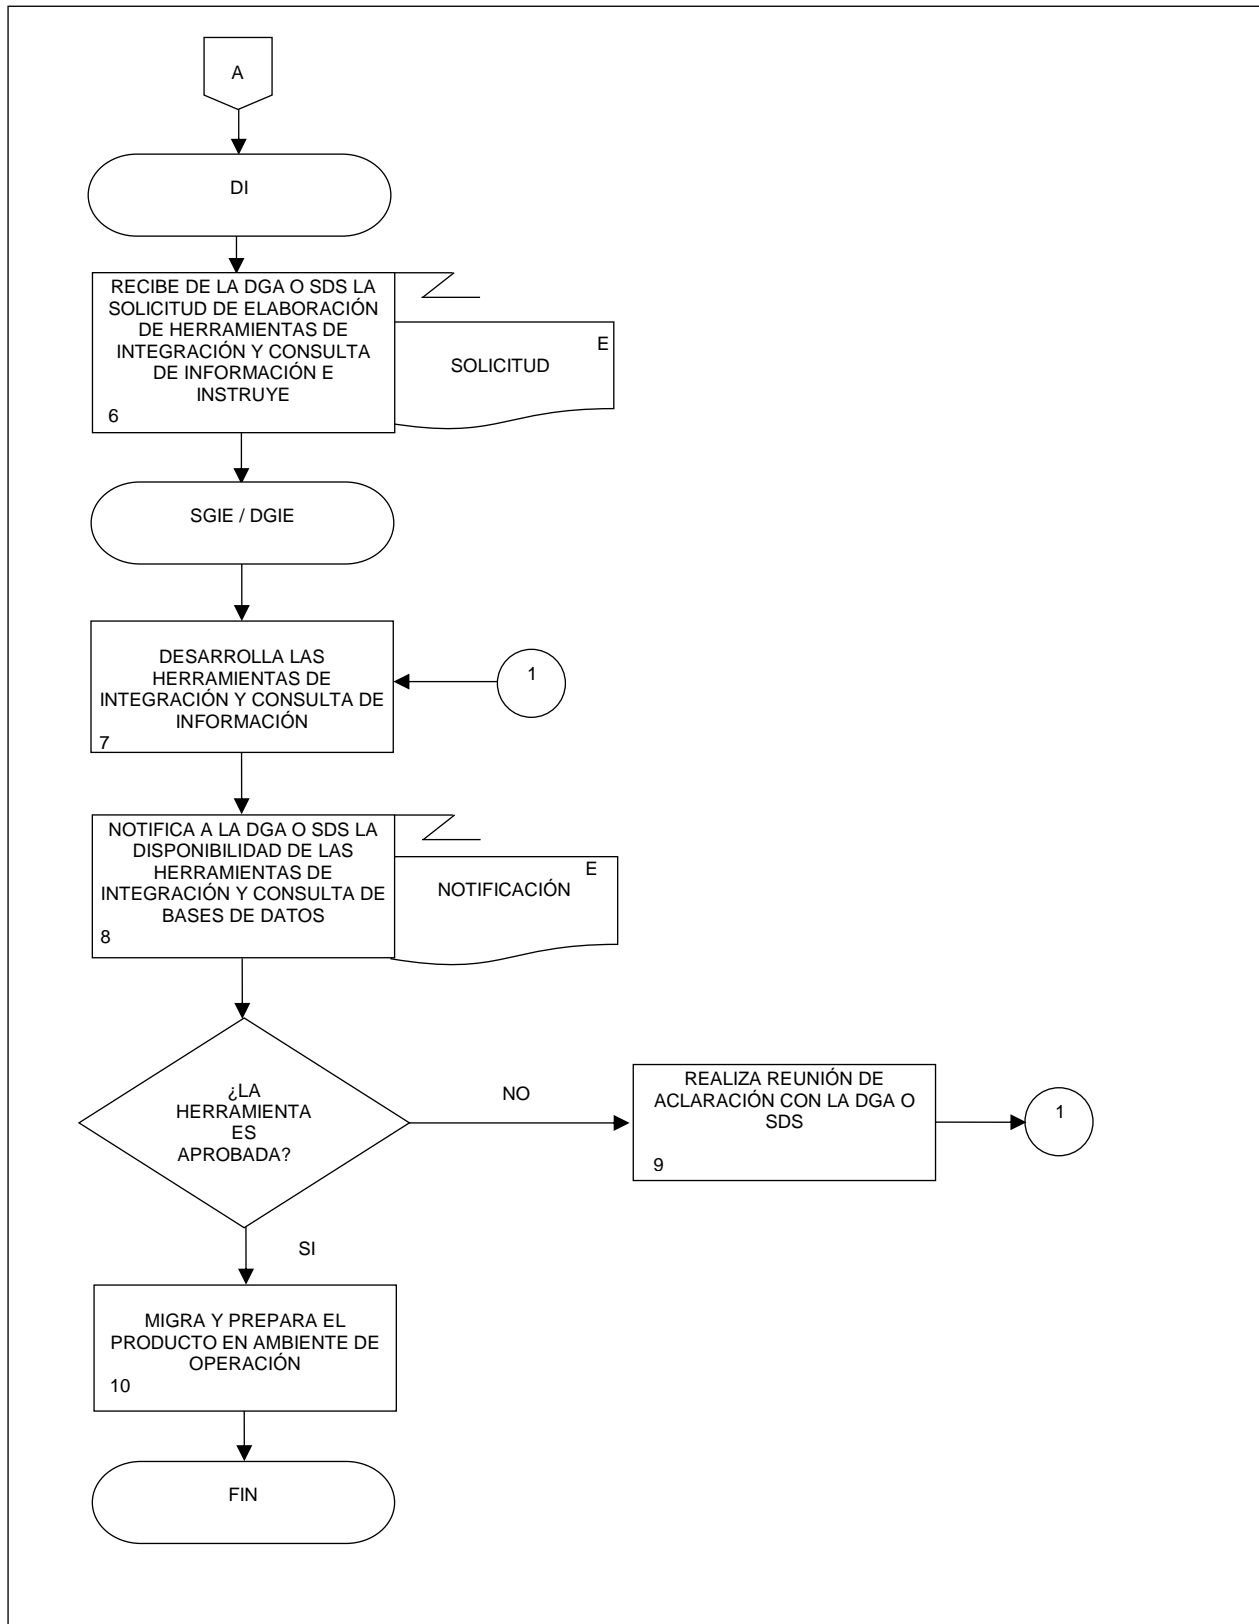 A
DI
RECIBE DE LA DGA O SDS LA
SOLICITUD DE ELABORACIÓN
DE HERRAMIENTAS DE
INTEGRACIÓN Y CONSULTA
DE INFORMACIÓN E
INSTRUYE
6
E
SOLICITUD
SGIE / DGIE
DESARROLLA LAS
HERRAMIENTAS DE
INTEGRACIÓN Y CONSULTA DE
INFORMACIÓN
7
1
NOTIFICA A LA DGA O SDS LA
DISPONIBILIDAD DE LAS
HERRAMIENTAS DE
INTEGRACIÓN Y CONSULTA DE
BASES DE DATOS
8
E
NOTIFICACIÓN
¿LA
HERRAMIENTA
ES
APROBADA?
NO
REALIZA REUNIÓN DE
ACLARACIÓN CON LA DGA O
SDS
9
1
SI
MIGRA Y PREPARA EL
PRODUCTO EN AMBIENTE DE
OPERACIÓN
10
FIN